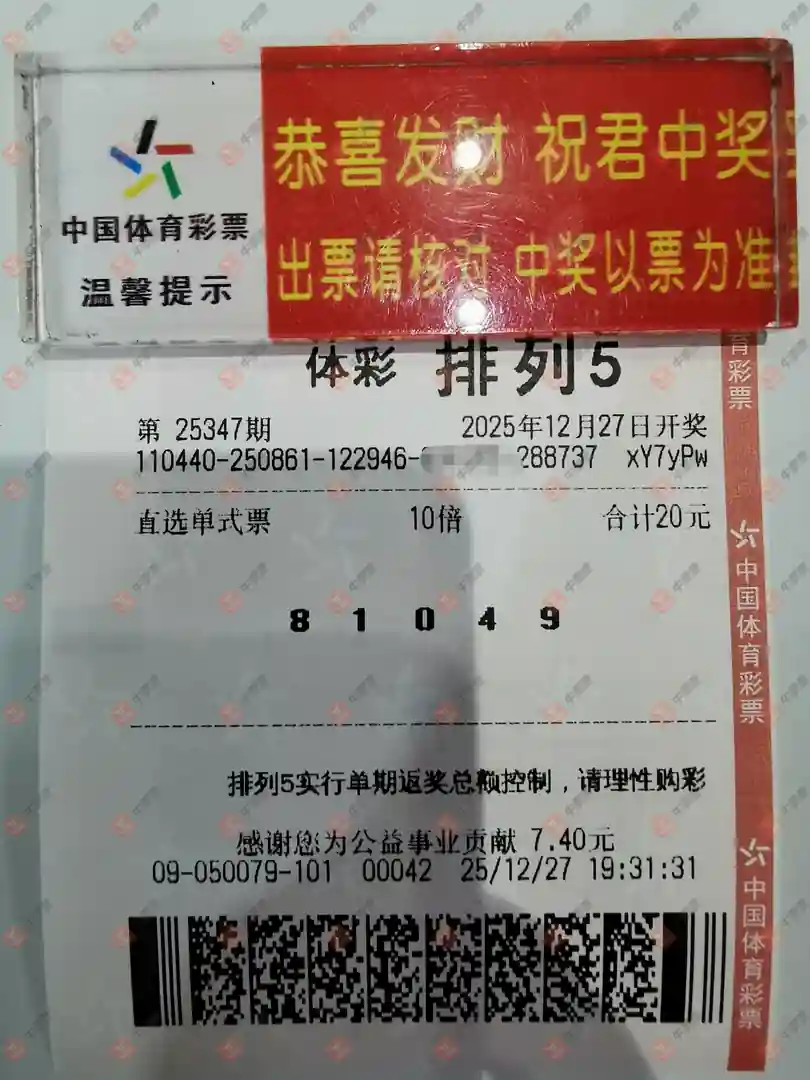 恭喜发财 祝君中奖
中国体育彩票
温馨提示
出票请核对 中奖以票为准
体彩 排列5
第 25347期 2025年12月27日开奖
110440-250861-122946- 288737 xY7yPw
直选单式票 10倍 合计20元
8 1 0 4 9
排列5实行单期返奖总额控制，请理性购彩
感谢您为公益事业贡献 7.40元
09-050079-101 00042 25/12/27 19:31:31
育彩票
中国体育彩票
中国体育彩票